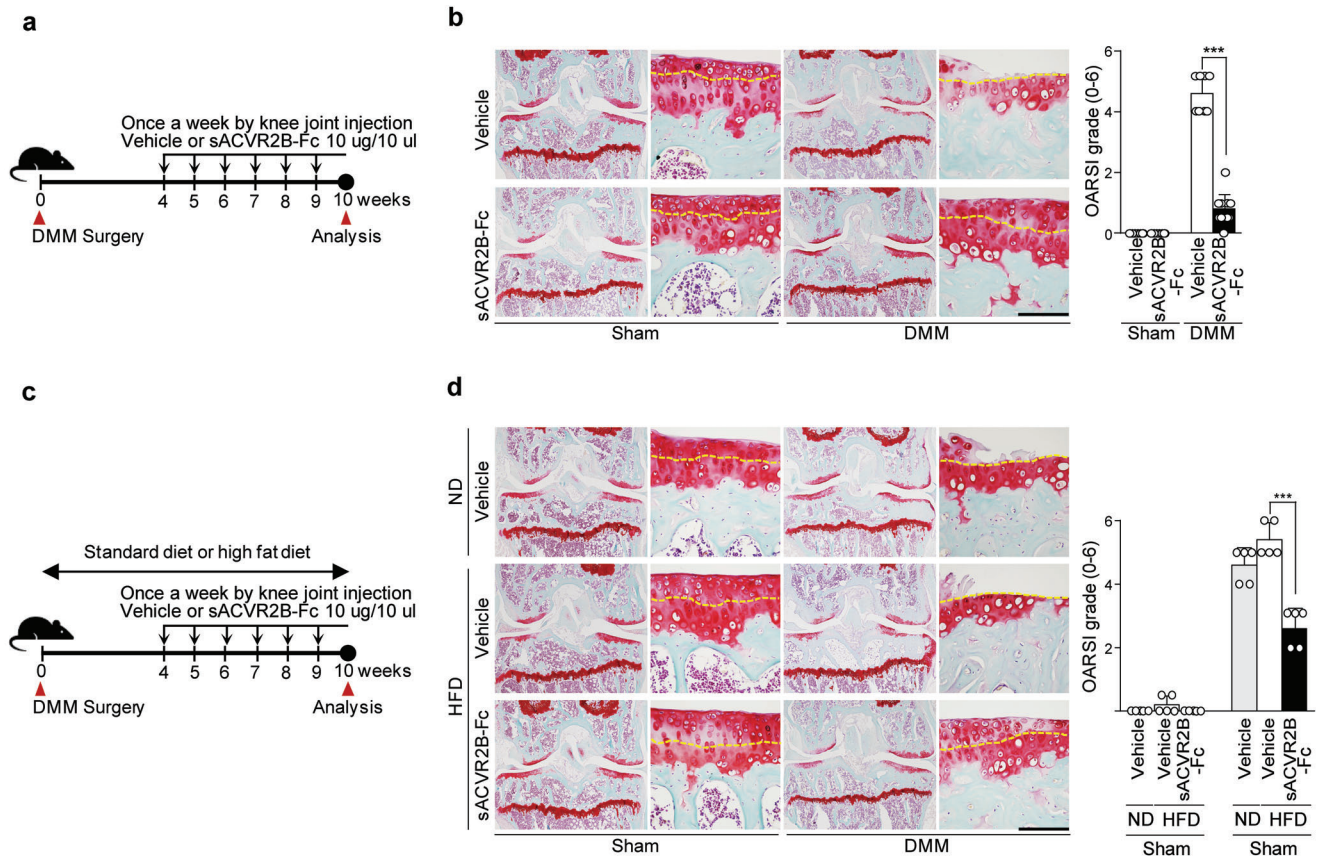 a
Once a week by knee joint injection
Vehicle or sACVR2B-Fc 10 ug/10 ul
0 4 5 6 7 8 9 10 weeks
DMM Surgery Analysis
b
Vehicle
sACVR2B-Fc
Sham DMM
OARSI grade (0-6)
6
4
2
0
***
Vehicle
sACVR2B
-Fc
Vehicle
sACVR2B
-Fc
Sham DMM
c
Standard diet or high fat diet
Once a week by knee joint injection
Vehicle or sACVR2B-Fc 10 ug/10 ul
0 4 5 6 7 8 9 10 weeks
DMM Surgery Analysis
d
ND
Vehicle
HFD
Vehicle
sACVR2B-Fc
Sham DMM
OARSI grade (0-6)
6
4
2
***
Vehicle
Vehicle
sACVR2B
-Fc
Vehicle
Vehicle
sACVR2B
-Fc
ND HFD ND HFD
Sham Sham